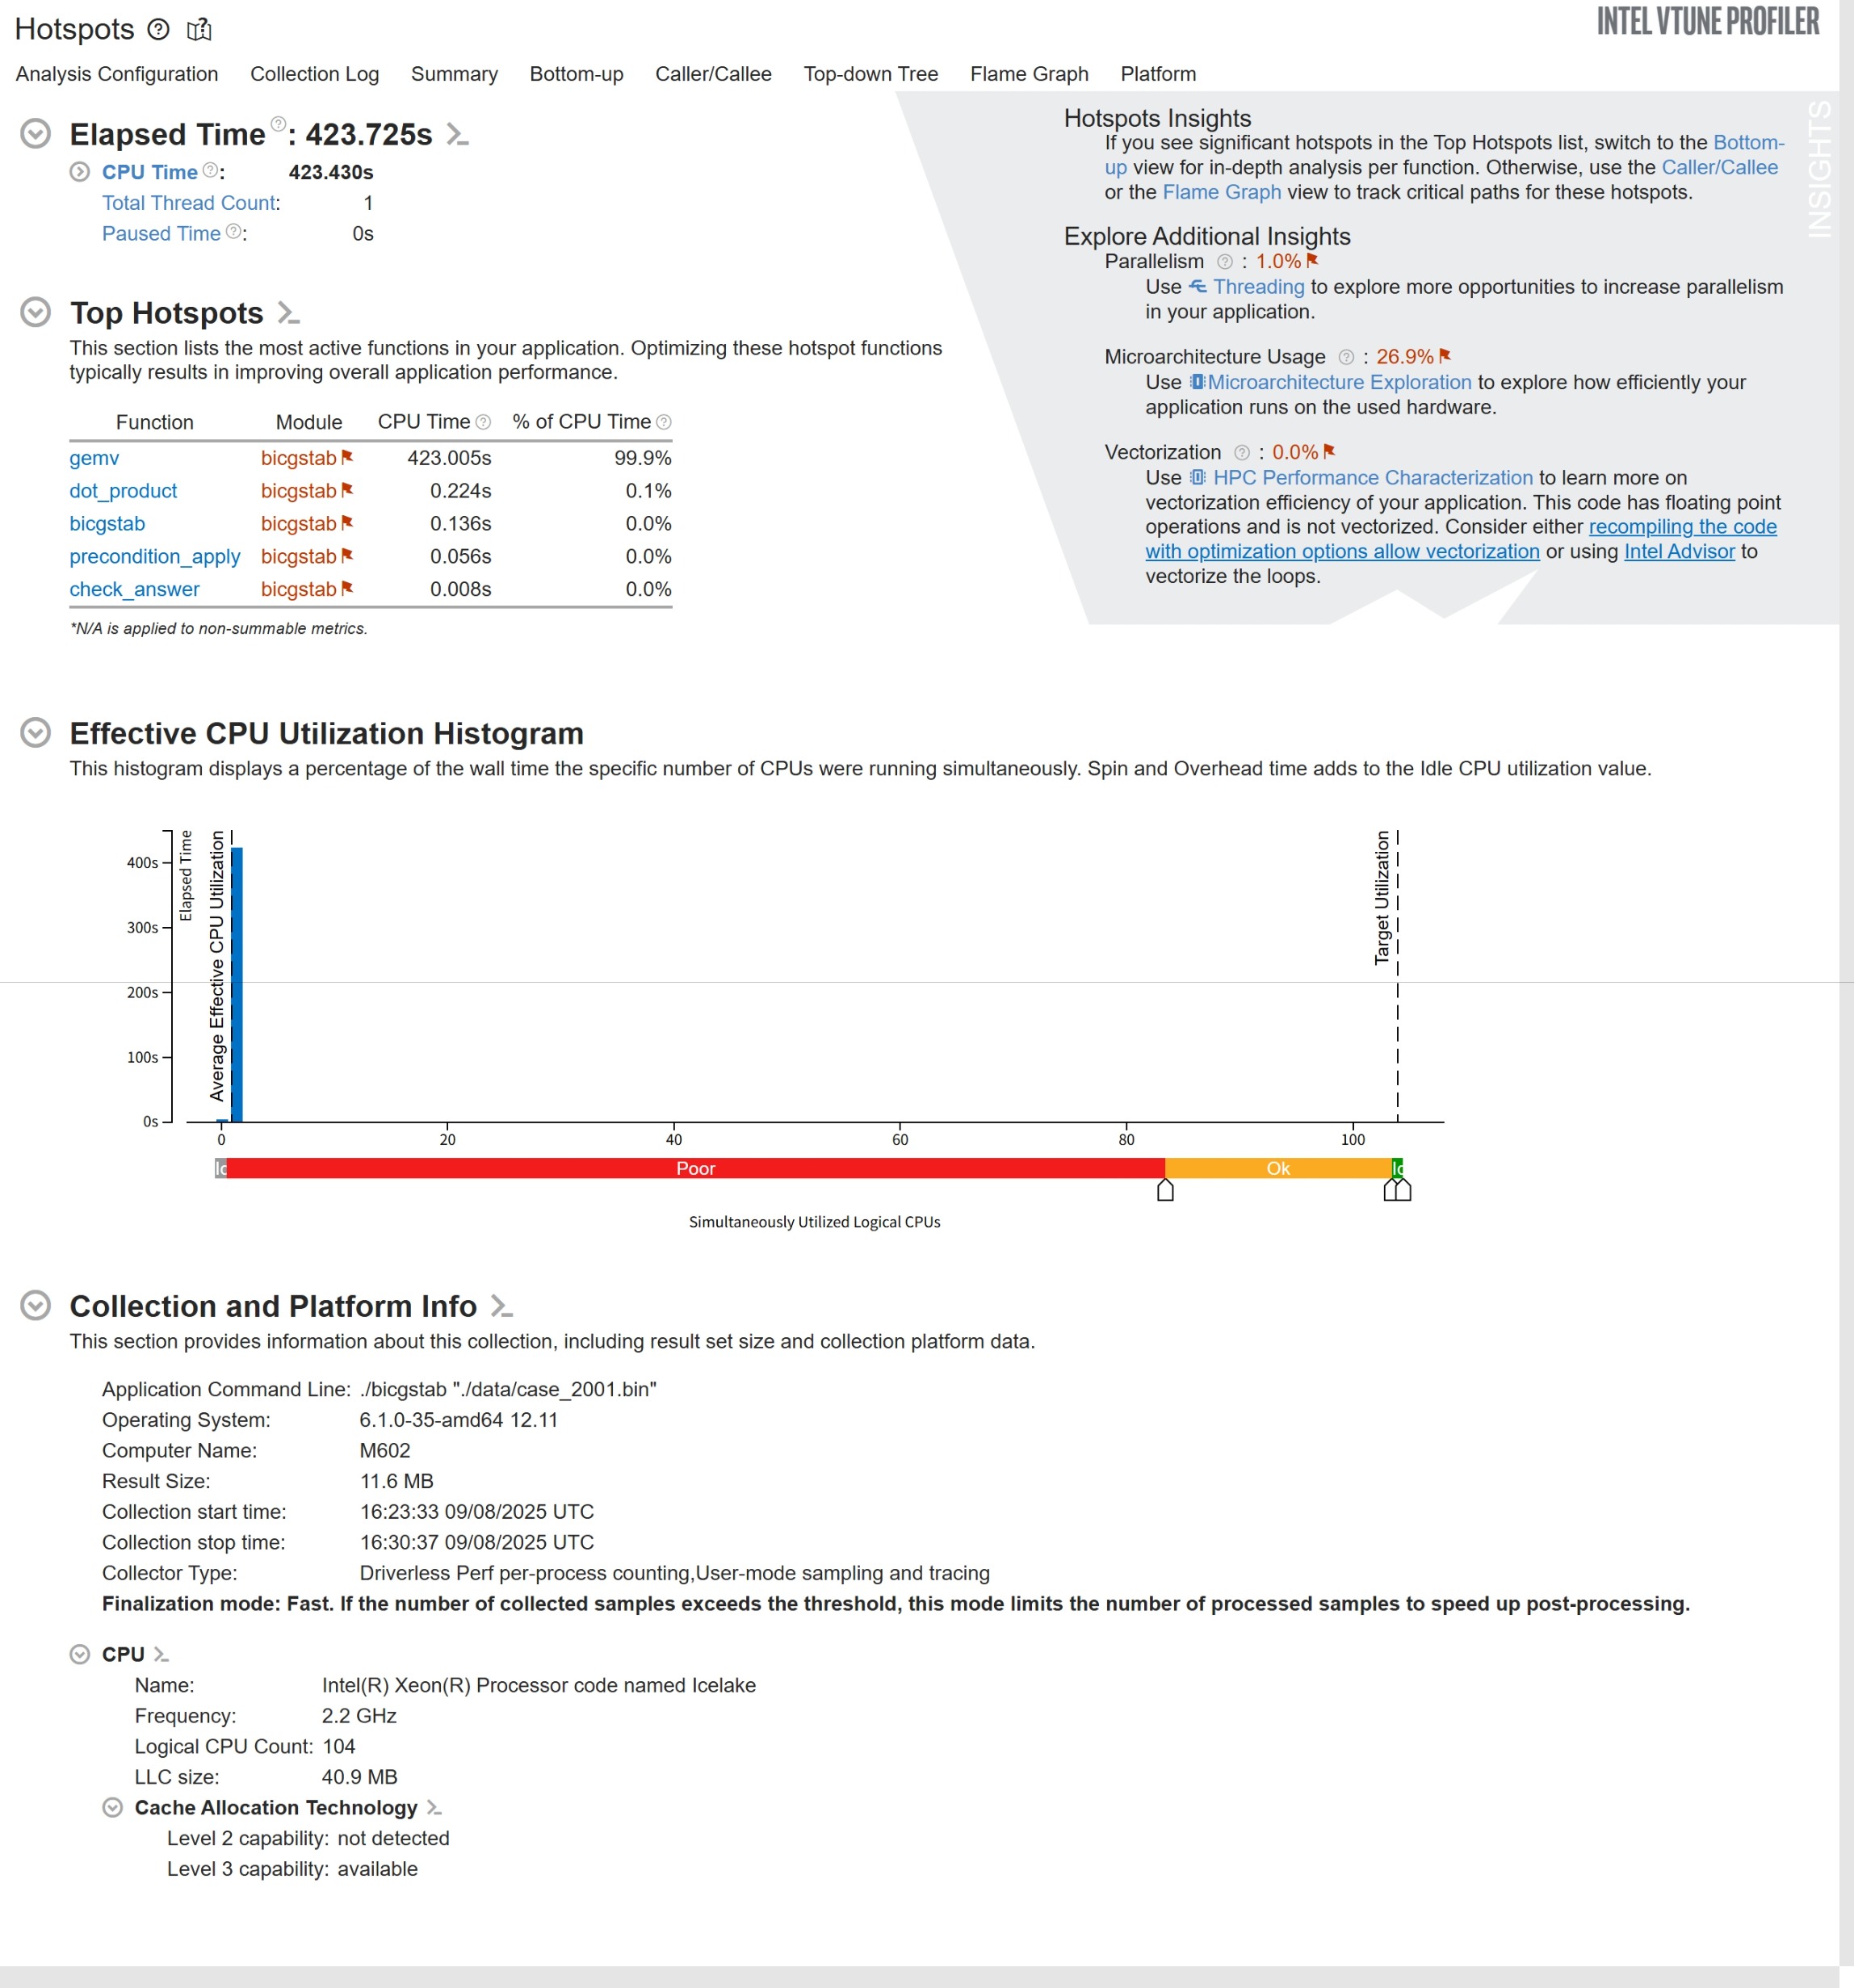 Hotspots
INTEL VTUNE PROFILER
Analysis Configuration Collection Log Summary Bottom-up Caller/Callee Top-down Tree Flame Graph Platform
Elapsed Time ? : 423.725s
CPU Time ?: 423.430s
Total Thread Count: 1
Paused Time ?: 0s
Hotspots Insights
If you see significant hotspots in the Top Hotspots list, switch to the Bottom-
up view for in-depth analysis per function. Otherwise, use the Caller/Callee
or the Flame Graph view to track critical paths for these hotspots.
Explore Additional Insights
Parallelism ? : 1.0%
Use Threading to explore more opportunities to increase parallelism
in your application.
Microarchitecture Usage ? : 26.9%
Use Microarchitecture Exploration to explore how efficiently your
application runs on the used hardware.
Vectorization ? : 0.0%
Use HPC Performance Characterization to learn more on
vectorization efficiency of your application. This code has floating point
operations and is not vectorized. Consider either recompiling the code
with optimization options allow vectorization or using Intel Advisor to
vectorize the loops.
INSIGHTS
Top Hotspots
This section lists the most active functions in your application. Optimizing these hotspot functions
typically results in improving overall application performance.
Function Module CPU Time ? % of CPU Time ?
gemv bicgstab 423.005s 99.9%
dot_product bicgstab 0.224s 0.1%
bicgstab bicgstab 0.136s 0.0%
precondition_apply bicgstab 0.056s 0.0%
check_answer bicgstab 0.008s 0.0%
*N/A is applied to non-summable metrics.
Effective CPU Utilization Histogram
This histogram displays a percentage of the wall time the specific number of CPUs were running simultaneously. Spin and Overhead time adds to the Idle CPU utilization value.
Elapsed Time
Average Effective CPU Utilization
Target Utilization
400s
300s
200s
100s
0s
0 20 40 60 80 100
Poor Ok
Simultaneously Utilized Logical CPUs
Collection and Platform Info
This section provides information about this collection, including result set size and collection platform data.
Application Command Line: ./bicgstab "./data/case_2001.bin"
Operating System: 6.1.0-35-amd64 12.11
Computer Name: M602
Result Size: 11.6 MB
Collection start time: 16:23:33 09/08/2025 UTC
Collection stop time: 16:30:37 09/08/2025 UTC
Collector Type: Driverless Perf per-process counting,User-mode sampling and tracing
Finalization mode: Fast. If the number of collected samples exceeds the threshold, this mode limits the number of processed samples to speed up post-processing.
CPU
Name: Intel(R) Xeon(R) Processor code named Icelake
Frequency: 2.2 GHz
Logical CPU Count: 104
LLC size: 40.9 MB
Cache Allocation Technology
Level 2 capability: not detected
Level 3 capability: available